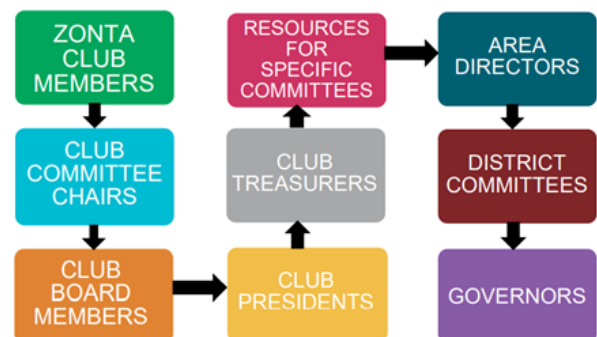 ZONTA
CLUB
MEMBERS
CLUB
COMMITTEE
CHAIRS
CLUB
BOARD
MEMBERS
CLUB
PRESIDENTS
CLUB
TREASURERS
RESOURCES
FOR
SPECIFIC
COMMITTEES
AREA
DIRECTORS
DISTRICT
COMMITTEES
GOVERNORS